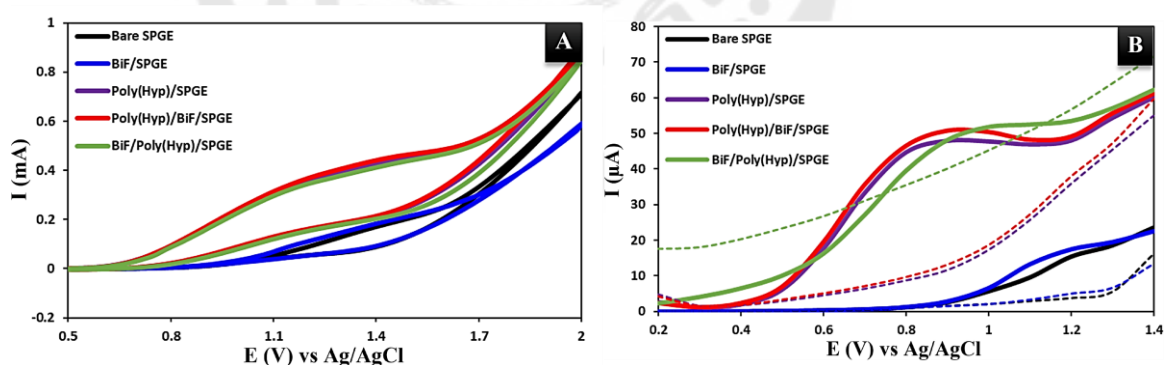 A
I (mA)
1
0.8
0.6
0.4
0.2
0
-0.2
Bare SPGE
BiF/SPGE
Poly(Hyp)/SPGE
Poly(Hyp)/BiF/SPGE
BiF/Poly(Hyp)/SPGE
0.5 0.8 1.1 1.4 1.7 2
E (V) vs Ag/AgCl
B
I (µA)
80
70
60
50
40
30
20
10
0
Bare SPGE
BiF/SPGE
Poly(Hyp)/SPGE
Poly(Hyp)/BiF/SPGE
BiF/Poly(Hyp)/SPGE
0.2 0.4 0.6 0.8 1 1.2 1.4
E (V) vs Ag/AgCl